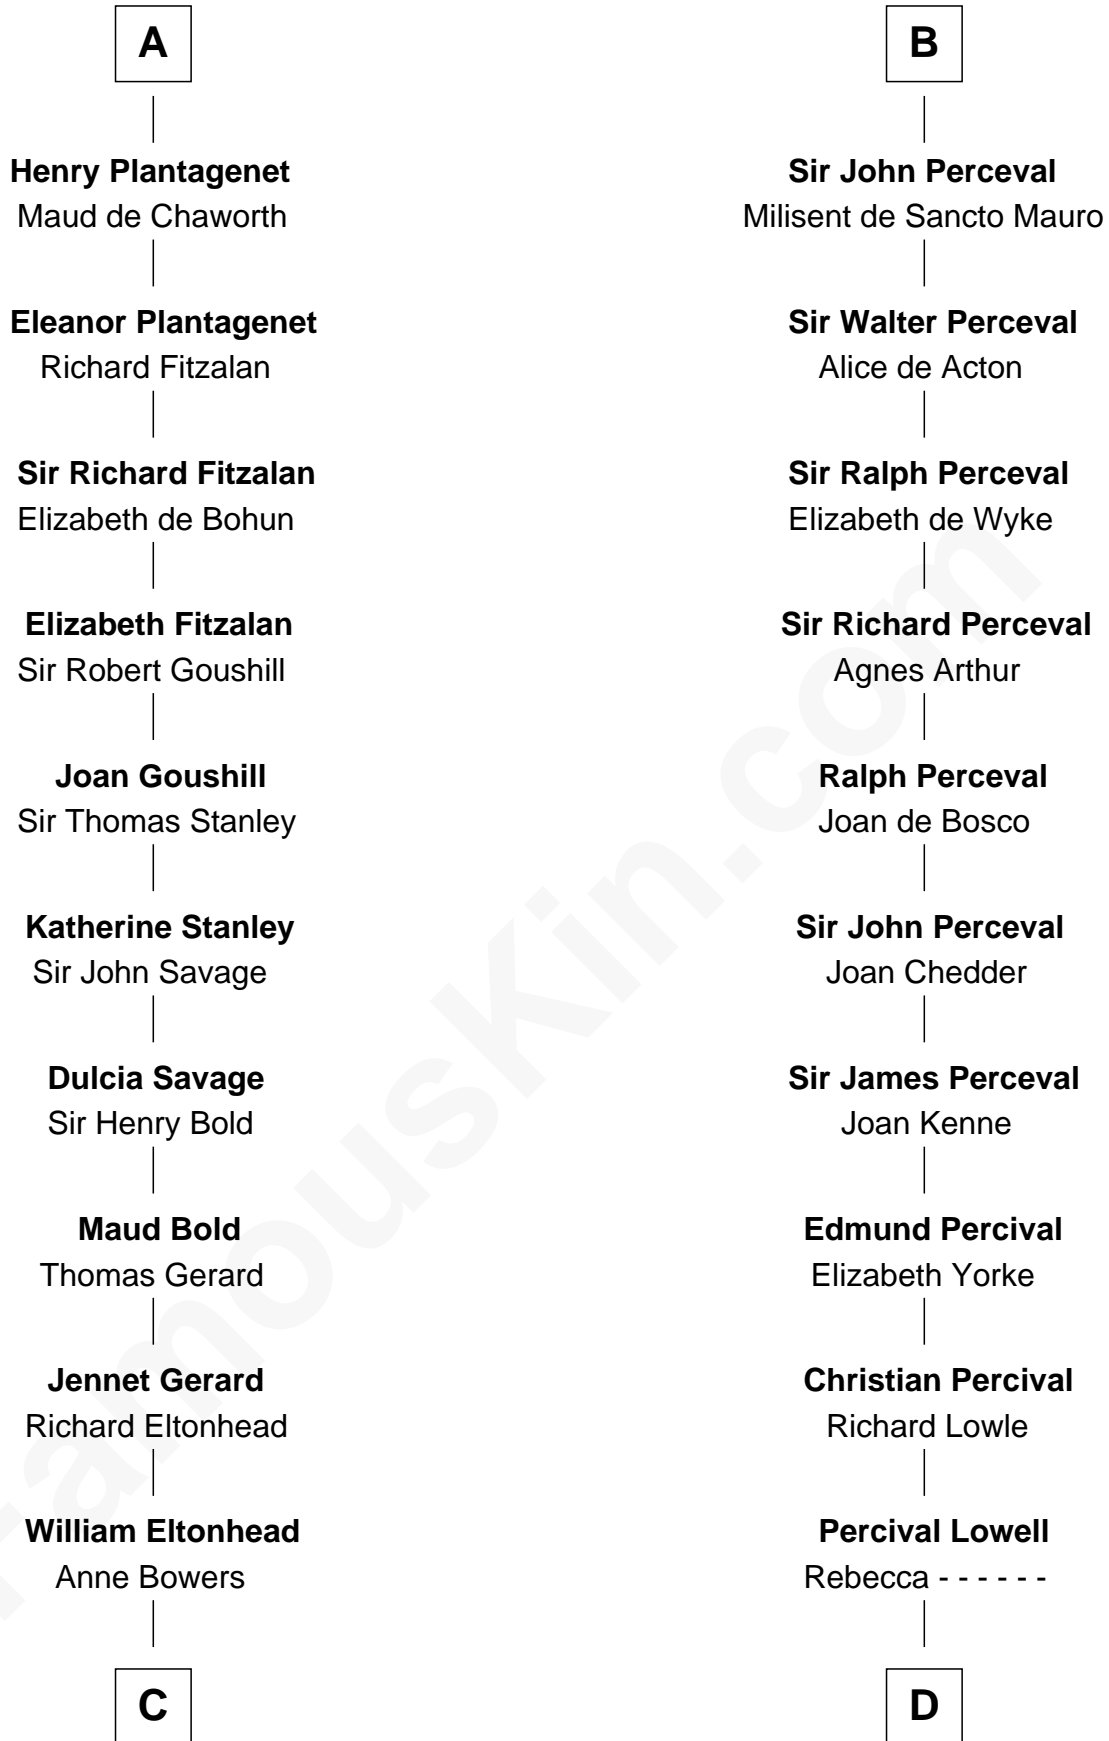 A
Henry Plantagenet
Maud de Chaworth
Eleanor Plantagenet
Richard Fitzalan
Sir Richard Fitzalan
Elizabeth de Bohun
Elizabeth Fitzalan
Sir Robert Goushill
Joan Goushill
Sir Thomas Stanley
Katherine Stanley
Sir John Savage
Dulcia Savage
Sir Henry Bold
Maud Bold
Thomas Gerard
Jennet Gerard
Richard Eltonhead
William Eltonhead
Anne Bowers
C
B
Sir John Perceval
Milisent de Sancto Mauro
Sir Walter Perceval
Alice de Acton
Sir Ralph Perceval
Elizabeth de Wyke
Sir Richard Perceval
Agnes Arthur
Ralph Perceval
Joan de Bosco
Sir John Perceval
Joan Chedder
Sir James Perceval
Joan Kenne
Edmund Percival
Elizabeth Yorke
Christian Percival
Richard Lowle
Percival Lowell
Rebecca - - - - - -
D
FamousKin.com